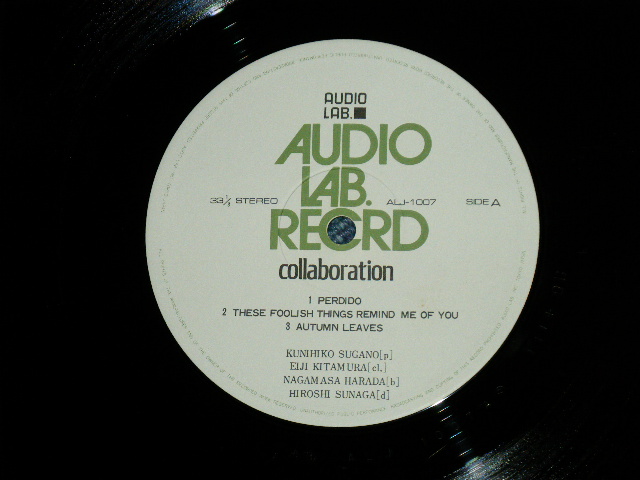 AUDIO
LAB.
AUDIO
LAB.
33⅓ STEREO
ALJ-1007
SIDE A
RECORD
collaboration
1 PERDIDO
2 THESE FOOLISH THINGS REMIND ME OF YOU
3 AUTUMN LEAVES
KUNIHIKO SUGANO[p]
EIJI KITAMURA[cl,]
NAGAMASA HARADA[b]
HIROSHI SUNAGA[d]